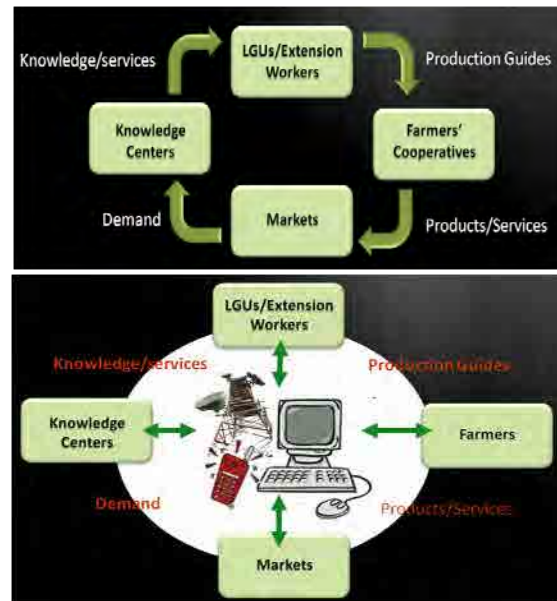 LGUs/Extension
Workers
Knowledge/services
Production Guides
Knowledge
Centers
Farmers'
Cooperatives
Demand
Markets
Products/Services
LGUs/Extension
Workers
Knowledge/services
Production Guides
Knowledge
Centers
Farmers
Demand
Products/Services
Markets